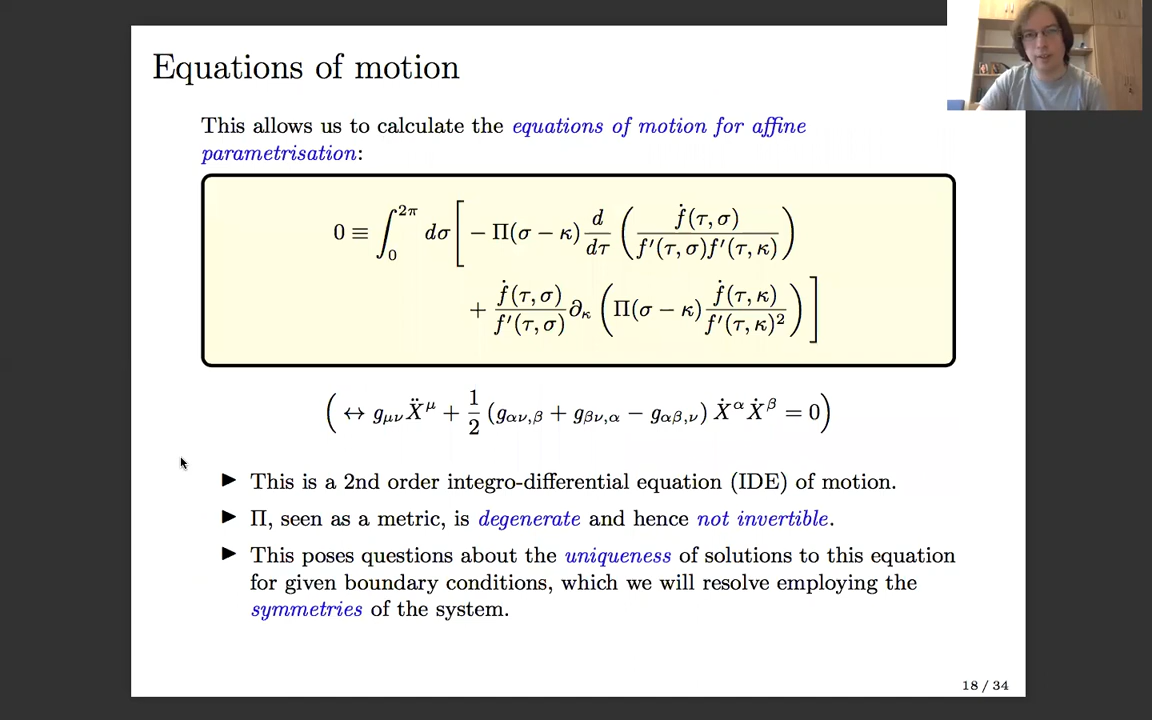 Equations of motion
This allows us to calculate the equations of motion for affine
parametrisation:
0 ≡ ∫₀^{2π} dσ [ − Π(σ − κ) d/dτ ( ḟ(τ, σ) / f′(τ, σ)f′(τ, κ) )
+ ḟ(τ, σ)/f′(τ, σ) ∂_κ ( Π(σ − κ) ḟ(τ, κ)/f′(τ, κ)² ) ]
( ↔ g_{μν}Ẍ^μ + 1/2 (g_{αν,β} + g_{βν,α} − g_{αβ,ν}) Ẋ^α Ẋ^β = 0 )
▶ This is a 2nd order integro-differential equation (IDE) of motion.
▶ Π, seen as a metric, is degenerate and hence not invertible.
▶ This poses questions about the uniqueness of solutions to this equation
for given boundary conditions, which we will resolve employing the
symmetries of the system.
18 / 34